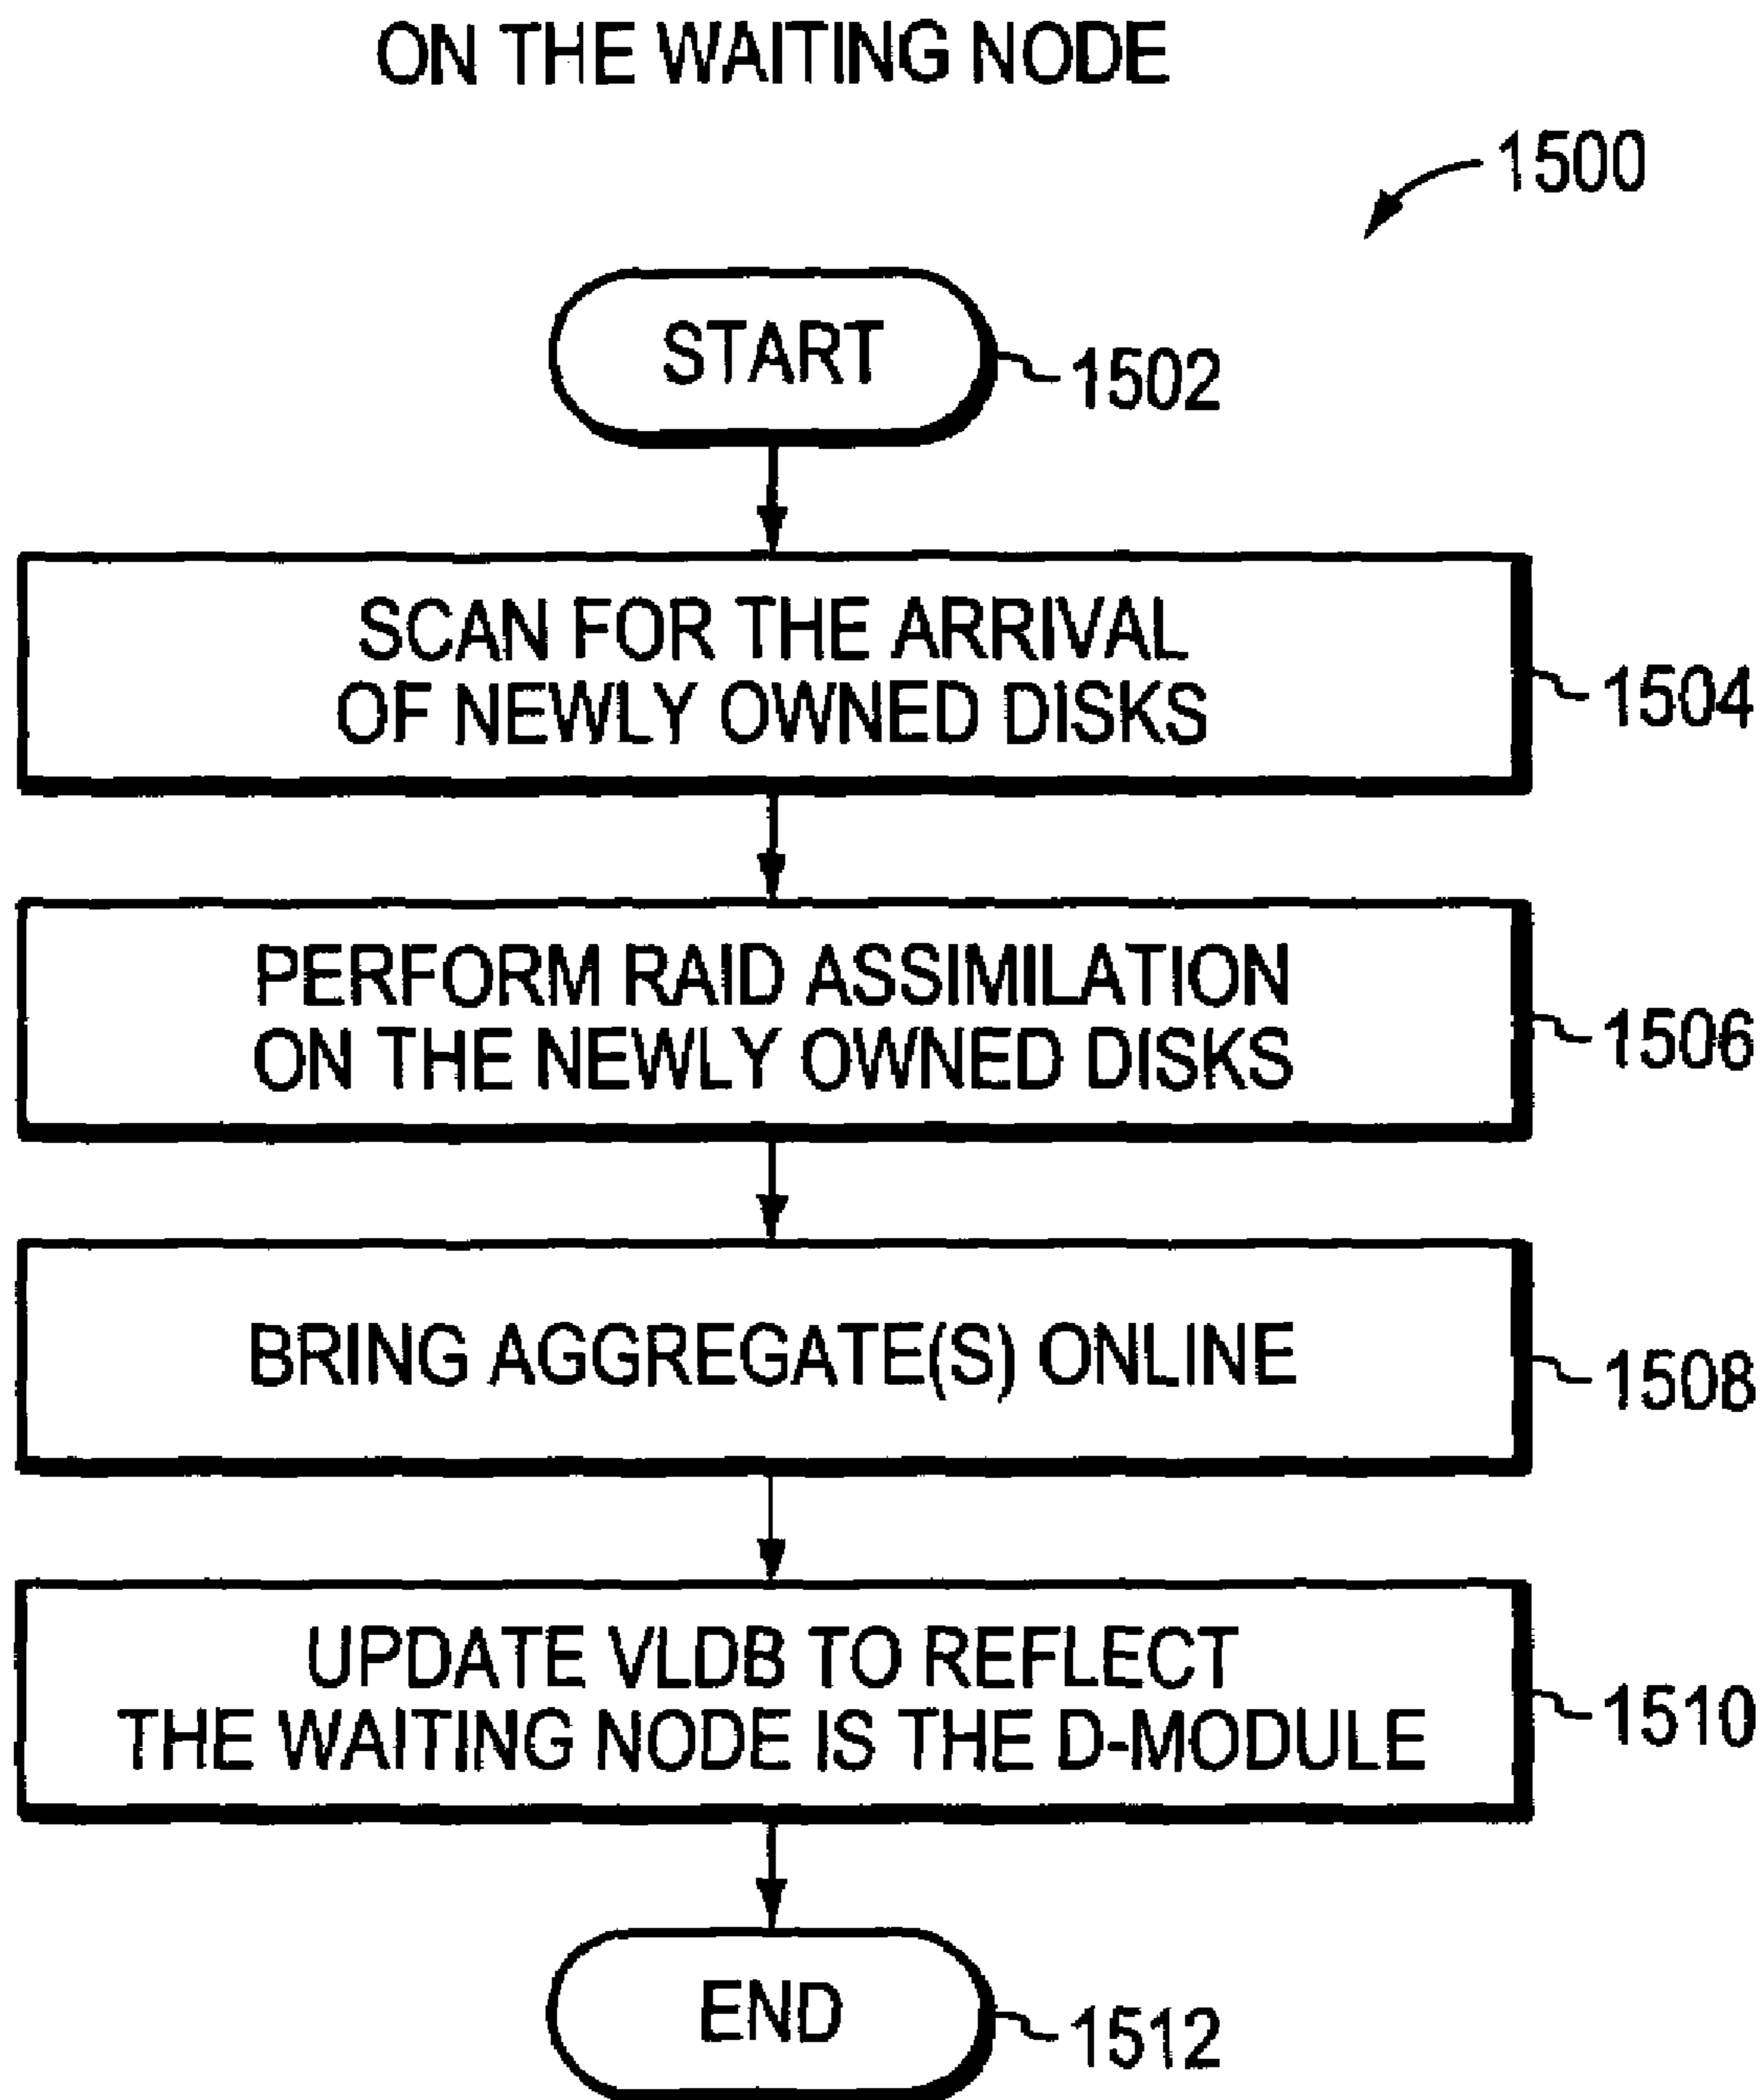 ON THE WAITING NODE
1500
START
1502
SCAN FOR THE ARRIVAL
OF NEWLY OWNED DISKS
1504
PERFORM RAID ASSIMILATION
ON THE NEWLY OWNED DISKS
1506
BRING AGGREGATE(S) ONLINE
1508
UPDATE VLDB TO REFLECT
THE WAITING NODE IS THE D-MODULE
1510
END
1512